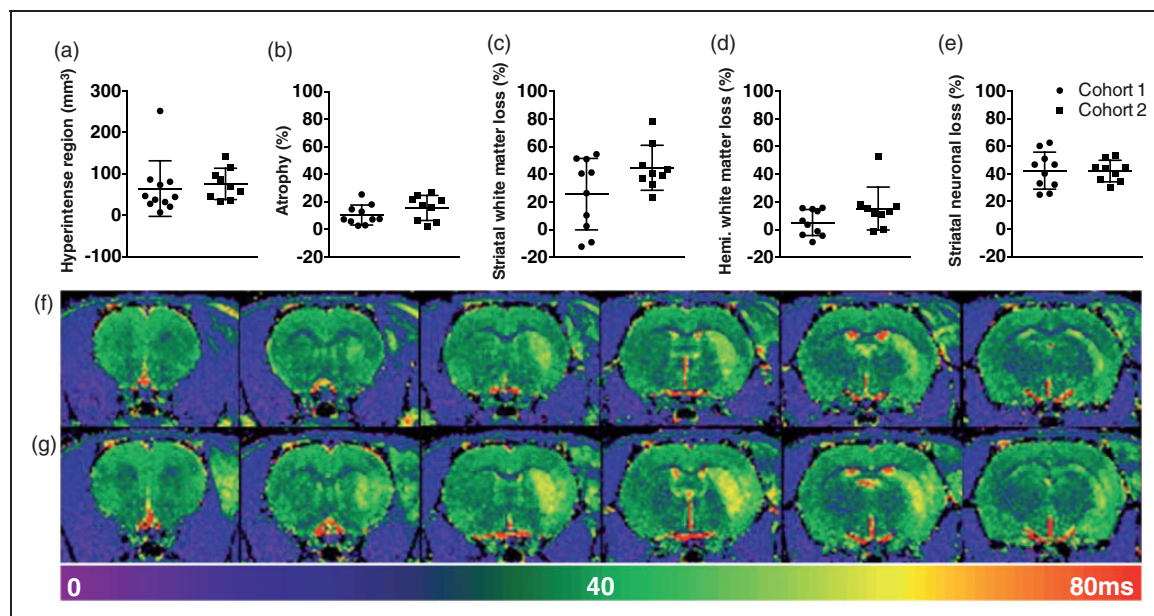 (a)
Hyperintense region (mm³)
300
200
100
0
-100
(b)
Atrophy (%)
100
80
60
40
20
0
-20
(c)
Striatal white matter loss (%)
100
80
60
40
20
0
-20
(d)
Hemi. white matter loss (%)
100
80
60
40
20
0
-20
(e)
Striatal neuronal loss (%)
100
80
60
40
20
0
-20
Cohort 1
Cohort 2
(f)
(g)
0 40 80ms